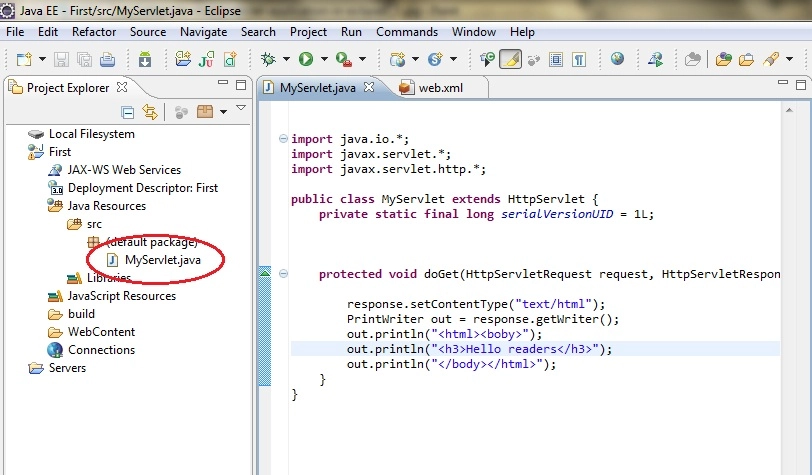 Java EE - First/src/MyServlet.java - Eclipse
File Edit Refactor Source Navigate Search Project Run Commands Window Help
Project Explorer
Local Filesystem
First
JAX-WS Web Services
Deployment Descriptor: First
Java Resources
src
(default package)
MyServlet.java
Libraries
JavaScript Resources
build
WebContent
Connections
Servers
MyServlet.java web.xml
import java.io.*;
import javax.servlet.*;
import javax.servlet.http.*;
public class MyServlet extends HttpServlet {
private static final long serialVersionUID = 1L;
protected void doGet(HttpServletRequest request, HttpServletRespon
response.setContentType("text/html");
PrintWriter out = response.getWriter();
out.println("<html><boby>");
out.println("<h3>Hello readers</h3>");
out.println("</body></html>");
}
}